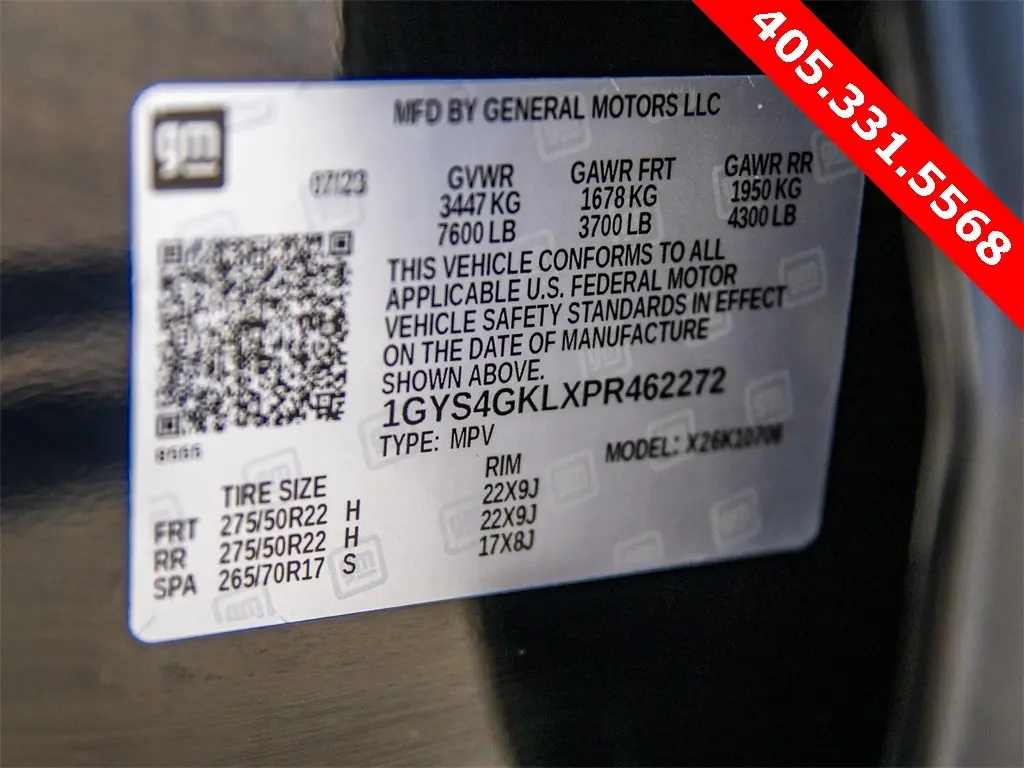 405.331.5568
MFD BY GENERAL MOTORS LLC
gm
07/23
GVWR GAWR FRT GAWR RR
3447 KG 1678 KG 1950 KG
7600 LB 3700 LB 4300 LB
THIS VEHICLE CONFORMS TO ALL
APPLICABLE U.S. FEDERAL MOTOR
VEHICLE SAFETY STANDARDS IN EFFECT
ON THE DATE OF MANUFACTURE
SHOWN ABOVE.
1GYS4GKLXPR462272
TYPE: MPV MODEL: X26K10706
TIRE SIZE RIM
FRT 275/50R22 H 22X9J
RR 275/50R22 H 22X9J
SPA 265/70R17 S 17X8J